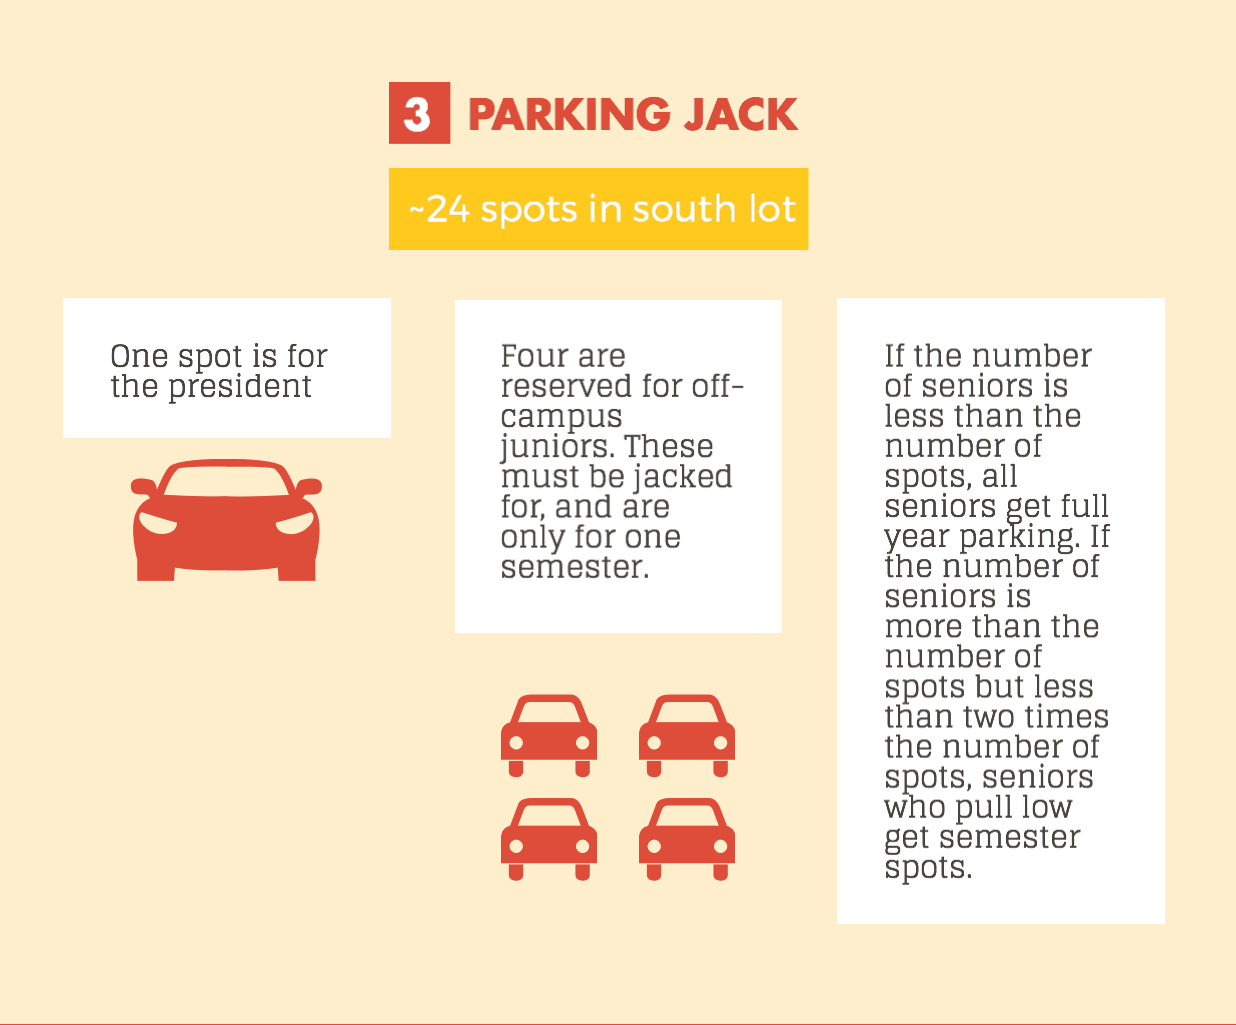 3 PARKING JACK
~24 spots in south lot
One spot is for
the president
Four are
reserved for off-
campus
juniors. These
must be jacked
for, and are
only for one
semester.
If the number
of seniors is
less than the
number of
spots, all
seniors get full
year parking. If
the number of
seniors is
more than the
number of
spots but less
than two times
the number of
spots, seniors
who pull low
get semester
spots.